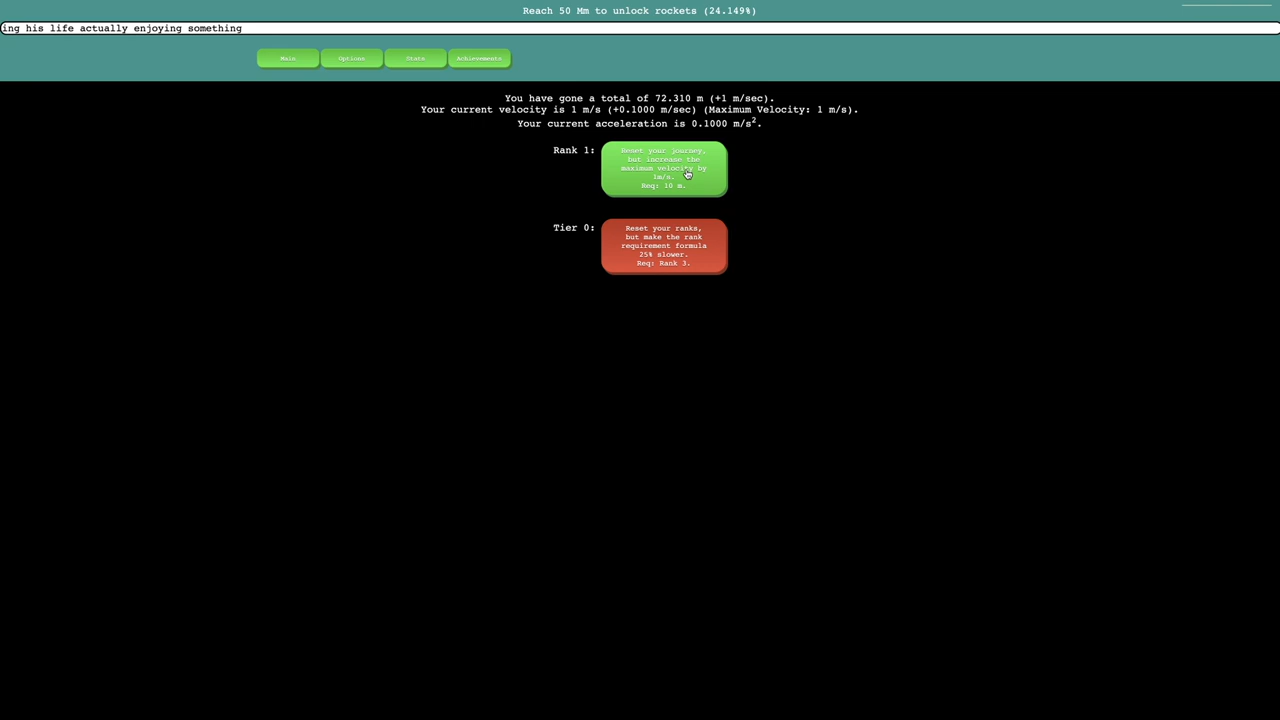 Reach 50 Mm to unlock rockets (24.149%)
ing his life actually enjoying something
Main
Options
Stats
Achievements
You have gone a total of 72.310 m (+1 m/sec).
Your current velocity is 1 m/s (+0.1000 m/sec) (Maximum Velocity: 1 m/s).
Your current acceleration is 0.1000 m/s².
Rank 1:
Reset your journey,
but increase the
maximum velocity by
1m/s.
Req: 10 m.
Tier 0:
Reset your ranks,
but make the rank
requirement formula
25% slower.
Req: Rank 3.